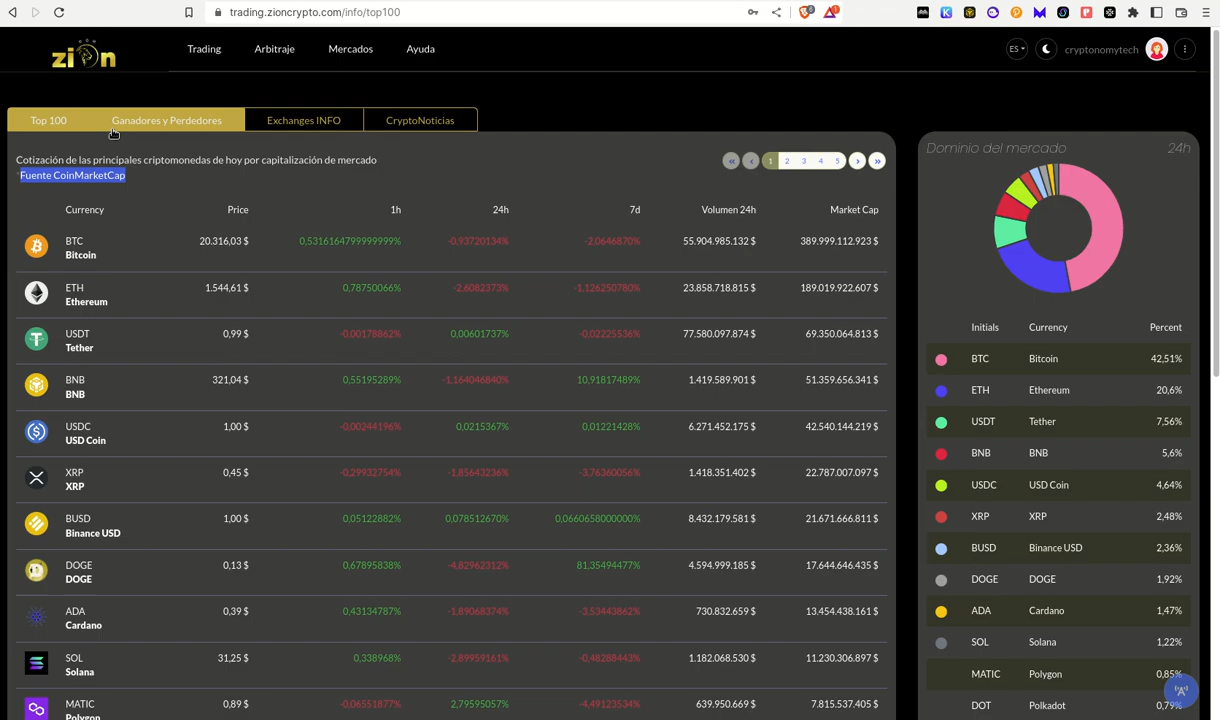 trading.zioncrypto.com/info/top100
zion
Trading Arbitraje Mercados Ayuda
ES cryptonomytech
Top 100 Ganadores y Perdedores Exchanges INFO CryptoNoticias
Cotización de las principales criptomonedas de hoy por capitalización de mercado
*Fuente CoinMarketCap
« ‹ 1 2 3 4 5 › »
Currency Price 1h 24h 7d Volumen 24h Market Cap
BTC 20.316,03 $ 0,5316164799999999% -0,93720134% -2,0646870% 55.904.985.132 $ 389.999.112.923 $
Bitcoin
ETH 1.544,61 $ 0,78750066% -2,6082373% -1,126250780% 23.858.718.815 $ 189.019.922.607 $
Ethereum
USDT 0,99 $ -0,00178862% 0,00601737% -0,02225536% 77.580.097.874 $ 69.350.064.813 $
Tether
BNB 321,04 $ 0,55195289% -1,164046840% 10,91817489% 1.419.589.901 $ 51.359.656.341 $
BNB
USDC 1,00 $ -0,00244196% 0,0215367% 0,01221428% 6.271.452.175 $ 42.540.144.219 $
USD Coin
XRP 0,45 $ -0,29932754% -1,85643236% -3,76360056% 1.418.351.402 $ 22.787.007.097 $
XRP
BUSD 1,00 $ 0,05122882% 0,078512670% 0,0660658000000% 8.432.179.581 $ 21.671.666.811 $
Binance USD
DOGE 0,13 $ 0,67895838% -4,82962312% 81,35494477% 4.594.999.185 $ 17.644.646.435 $
DOGE
ADA 0,39 $ 0,43134787% -1,89068374% -3,53443862% 730.832.659 $ 13.454.438.161 $
Cardano
SOL 31,25 $ 0,338968% -2,89959161% -0,48288443% 1.182.068.530 $ 11.230.306.897 $
Solana
MATIC 0,89 $ -0,06551877% 2,79595057% -4,49123534% 640.950.669 $ 7.815.537.405 $
Polygon
Dominio del mercado 24h
Initials Currency Percent
BTC Bitcoin 42,51%
ETH Ethereum 20,6%
USDT Tether 7,56%
BNB BNB 5,6%
USDC USD Coin 4,64%
XRP XRP 2,48%
BUSD Binance USD 2,36%
DOGE DOGE 1,92%
ADA Cardano 1,47%
SOL Solana 1,22%
MATIC Polygon 0,85%
DOT Polkadot 0,79%